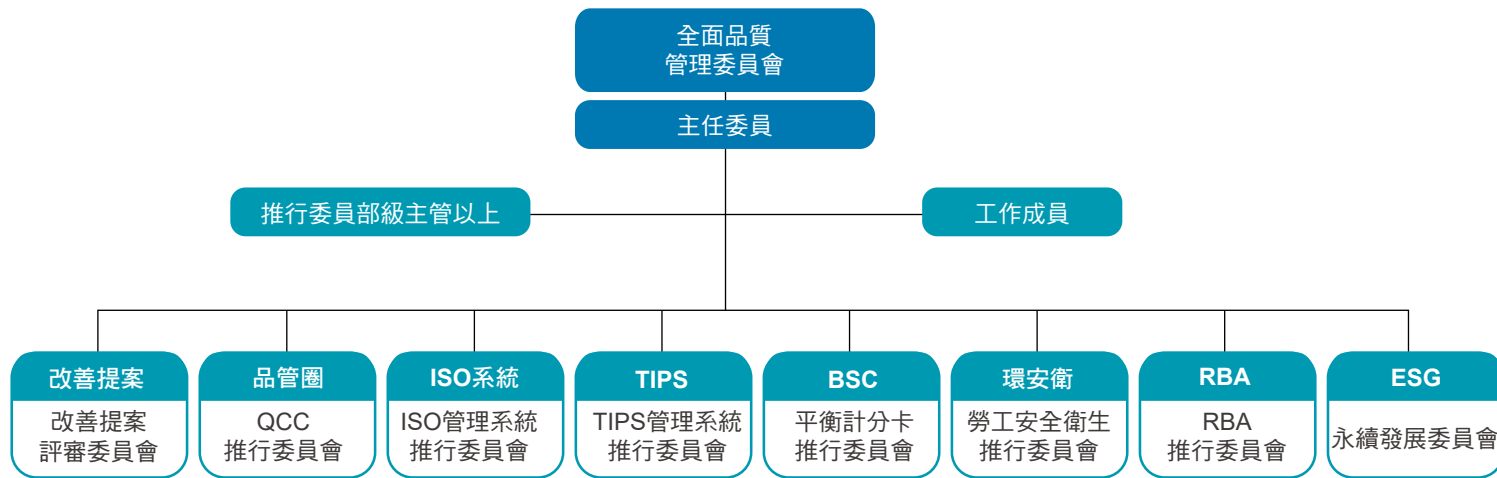 全面品質
管理委員會
主任委員
推行委員部級主管以上
工作成員
改善提案
改善提案
評審委員會
品管圈
QCC
推行委員會
ISO系統
ISO管理系統
推行委員會
TIPS
TIPS管理系統
推行委員會
BSC
平衡計分卡
推行委員會
環安衛
勞工安全衛生
推行委員會
RBA
RBA
推行委員會
ESG
永續發展委員會